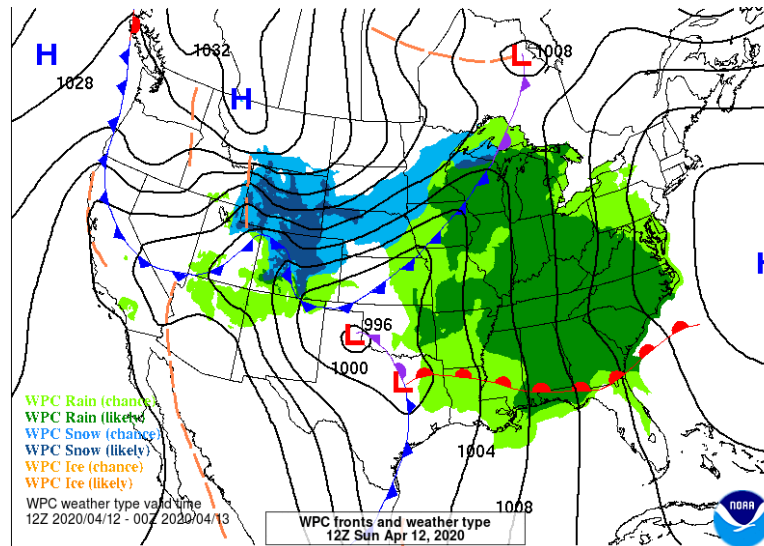 H
1028
1032
H
L
1008
H
L
996
1000
L
1004
1008
WPC Rain (chance)
WPC Rain (likely)
WPC Snow (chance)
WPC Snow (likely)
WPC Ice (chance)
WPC Ice (likely)
WPC weather type valid time
12Z 2020/04/12 - 00Z 2020/04/13
WPC fronts and weather type
12Z Sun Apr 12, 2020
NOAA